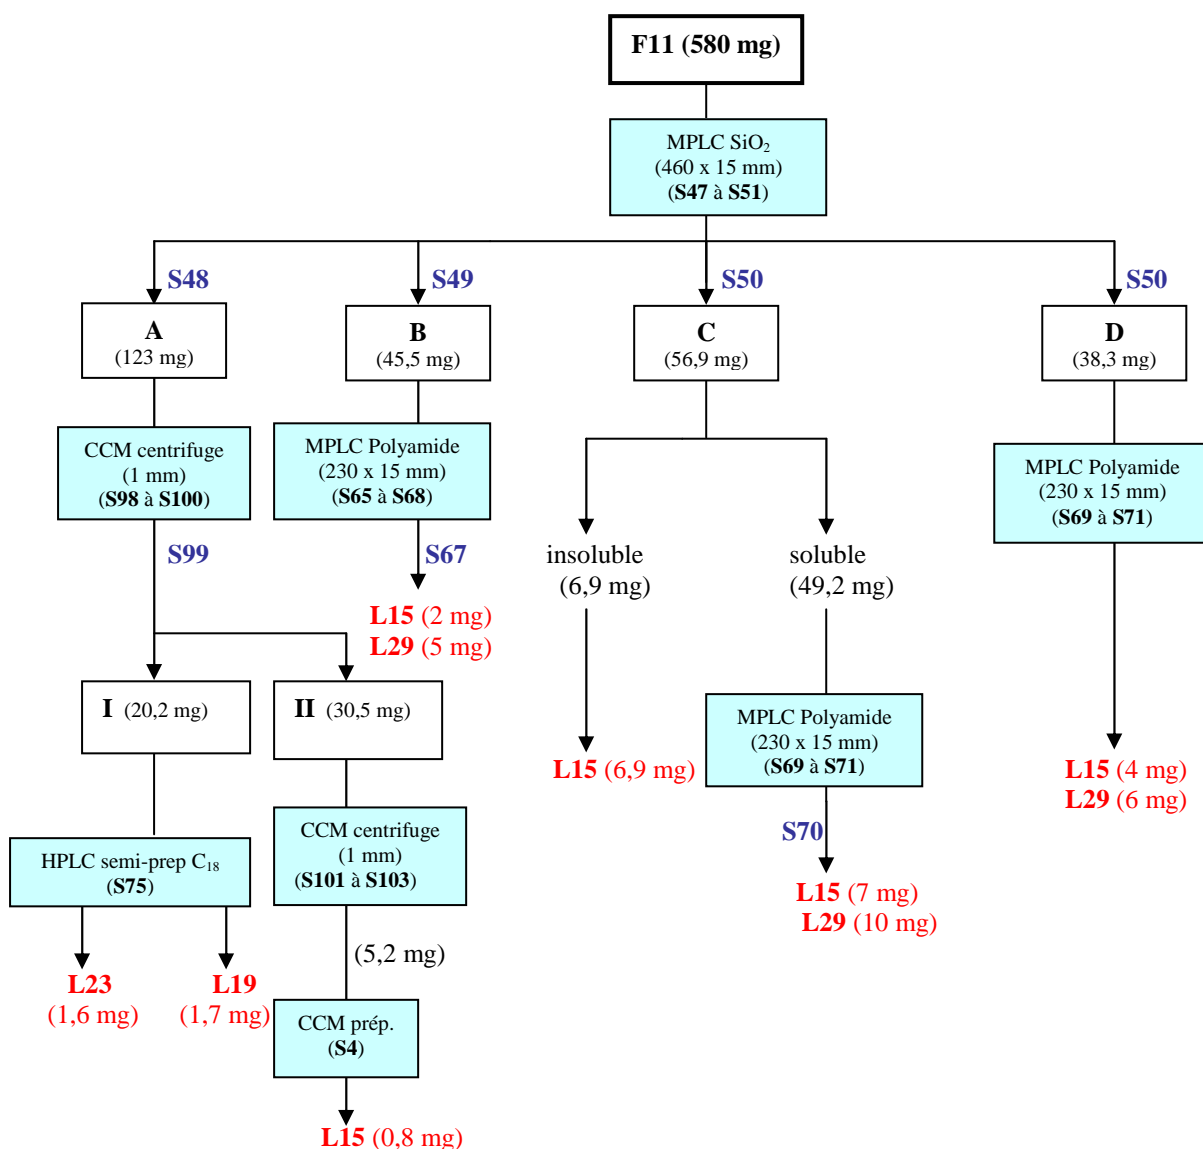 F11 (580 mg)
MPLC SiO₂
(460 x 15 mm)
(S47 à S51)
S48
S49
S50
S50
A
(123 mg)
B
(45,5 mg)
C
(56,9 mg)
D
(38,3 mg)
CCM centrifuge
(1 mm)
(S98 à S100)
MPLC Polyamide
(230 x 15 mm)
(S65 à S68)
MPLC Polyamide
(230 x 15 mm)
(S69 à S71)
S99
S67
insoluble
(6,9 mg)
soluble
(49,2 mg)
L15 (2 mg)
L29 (5 mg)
I (20,2 mg)
II (30,5 mg)
MPLC Polyamide
(230 x 15 mm)
(S69 à S71)
L15 (6,9 mg)
L15 (4 mg)
L29 (6 mg)
S70
HPLC semi-prep C₁₈
(S75)
CCM centrifuge
(1 mm)
(S101 à S103)
L15 (7 mg)
L29 (10 mg)
(5,2 mg)
L23
(1,6 mg)
L19
(1,7 mg)
CCM prép.
(S4)
L15 (0,8 mg)